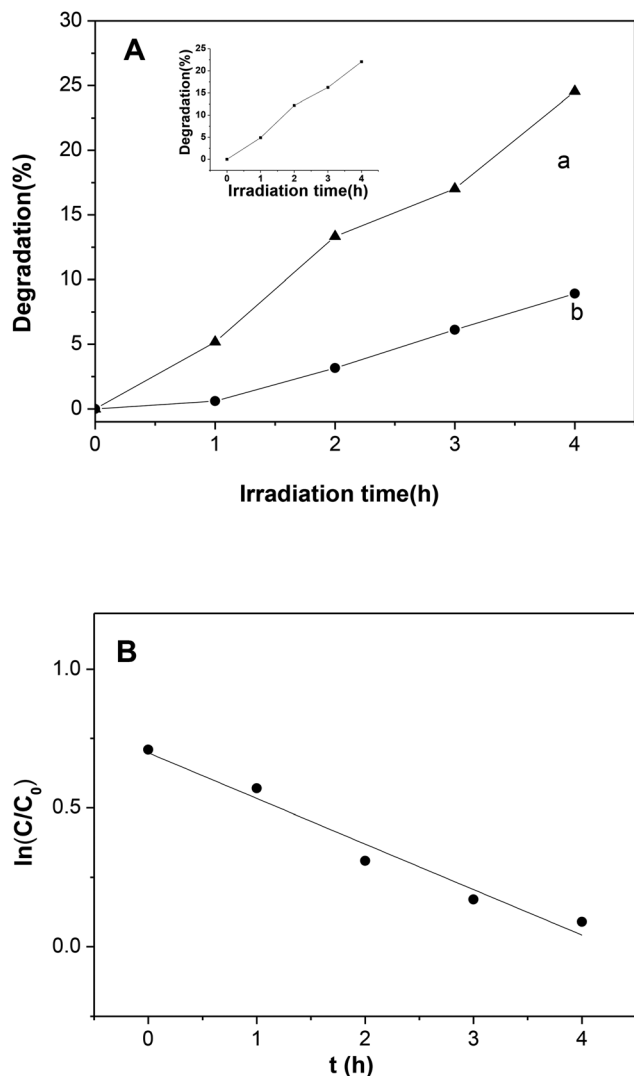 A
Degradation(%)
30
25
20
15
10
5
0
0 1 2 3 4
Irradiation time(h)
a
b
Degradation(%)
25
20
15
10
5
0
0 1 2 3 4
Irradiation time(h)
B
ln(C/C₀)
1.0
0.5
0.0
0 1 2 3 4
t (h)